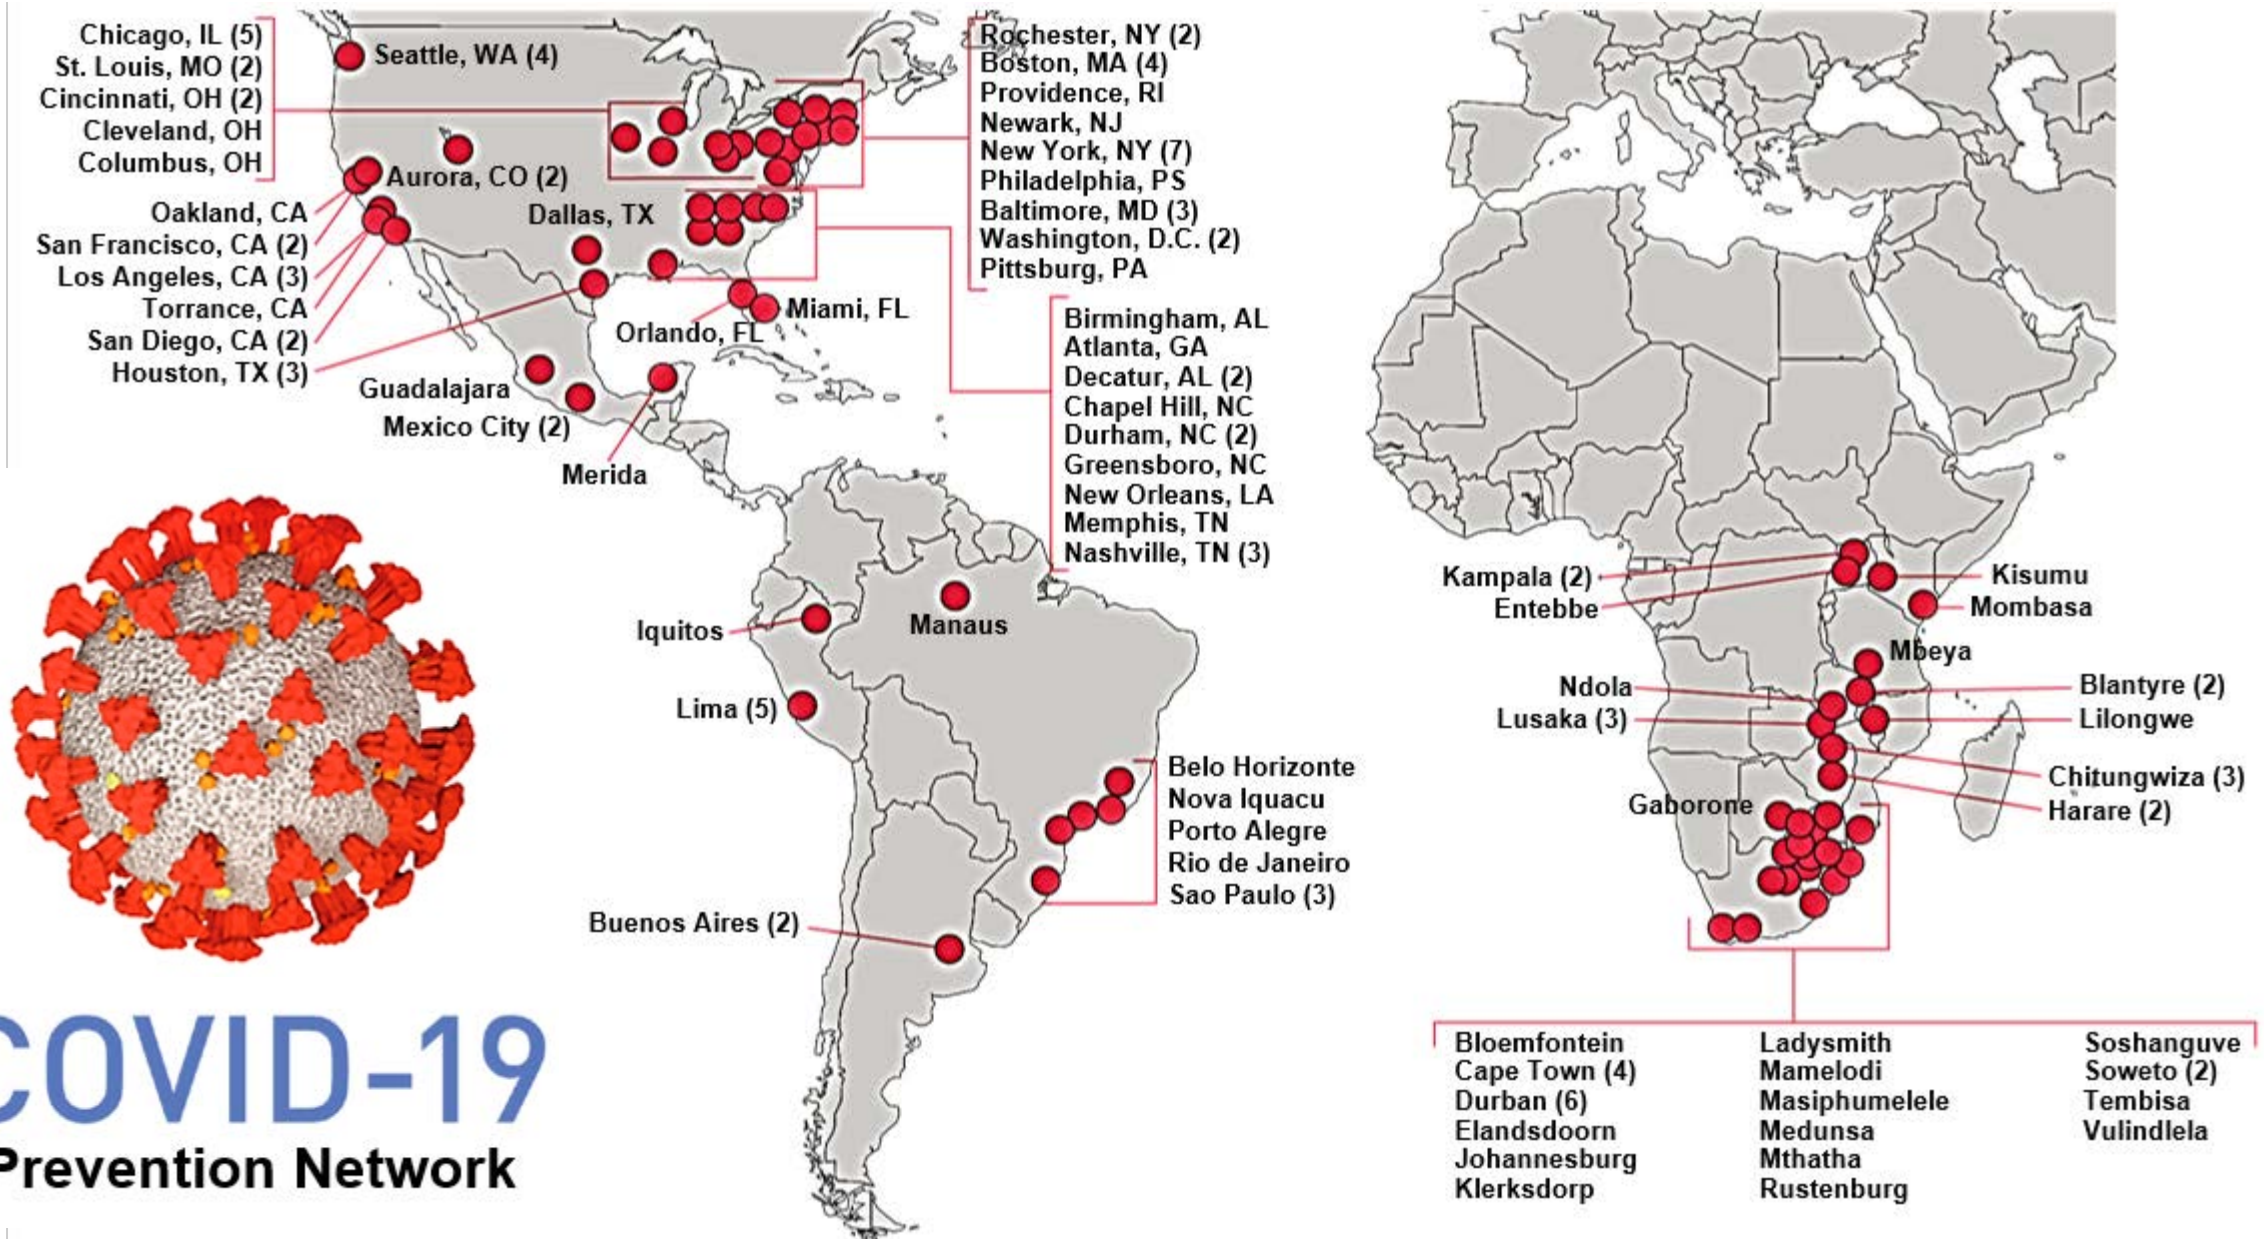 Chicago, IL (5)
St. Louis, MO (2)
Cincinnati, OH (2)
Cleveland, OH
Columbus, OH
Seattle, WA (4)
Aurora, CO (2)
Dallas, TX
Oakland, CA
San Francisco, CA (2)
Los Angeles, CA (3)
Torrance, CA
San Diego, CA (2)
Houston, TX (3)
Rochester, NY (2)
Boston, MA (4)
Providence, RI
Newark, NJ
New York, NY (7)
Philadelphia, PS
Baltimore, MD (3)
Washington, D.C. (2)
Pittsburg, PA
Miami, FL
Orlando, FL
Birmingham, AL
Atlanta, GA
Decatur, AL (2)
Chapel Hill, NC
Durham, NC (2)
Greensboro, NC
New Orleans, LA
Memphis, TN
Nashville, TN (3)
Guadalajara
Mexico City (2)
Merida
Iquitos
Manaus
Lima (5)
Belo Horizonte
Nova Iquacu
Porto Alegre
Rio de Janeiro
Sao Paulo (3)
Buenos Aires (2)
Kampala (2)
Entebbe
Kisumu
Mombasa
Mbeya
Ndola
Lusaka (3)
Blantyre (2)
Lilongwe
Chitungwiza (3)
Harare (2)
Gaborone
Bloemfontein
Cape Town (4)
Durban (6)
Elandsdoorn
Johannesburg
Klerksdorp
Ladysmith
Mamelodi
Masiphumelele
Medunsa
Mthatha
Rustenburg
Soshanguve
Soweto (2)
Tembisa
Vulindlela
COVID-19
Prevention Network